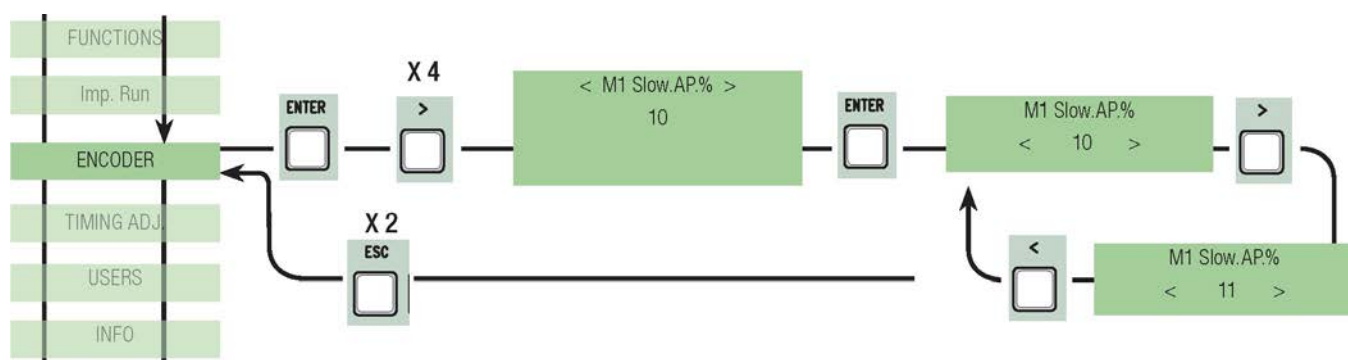 FUNCTIONS
Imp. Run
ENCODER
TIMING ADJ.
USERS
INFO
ENTER
X 4
>
< M1 Slow.AP.% >
10
ENTER
M1 Slow.AP.%
< 10 >
>
X 2
ESC
<
M1 Slow.AP.%
< 11 >